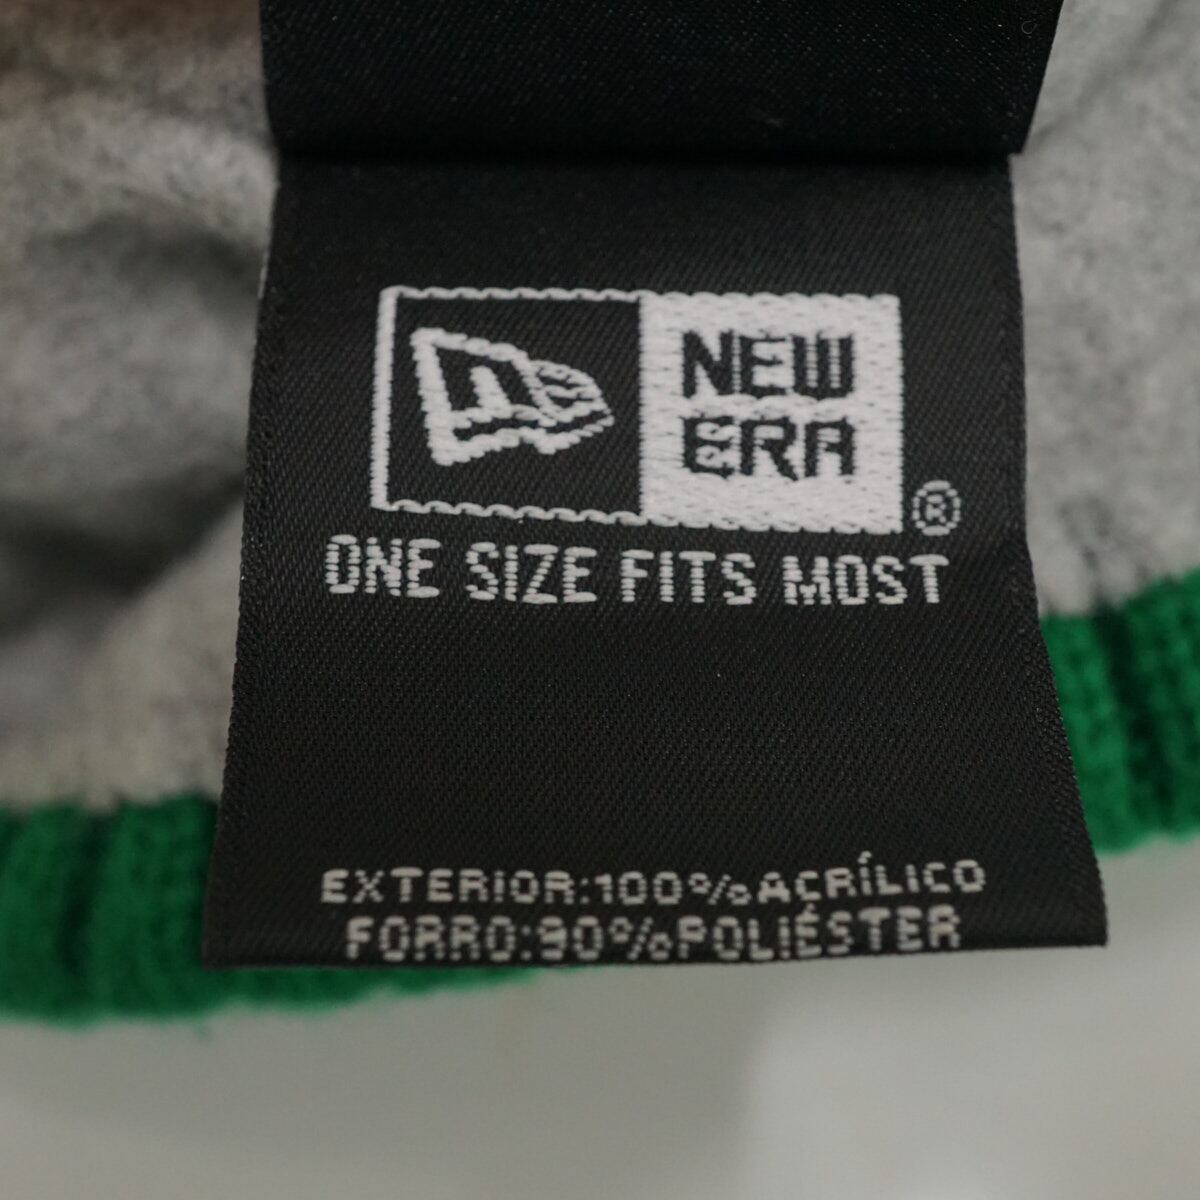 NEW
ERA
®
ONE SIZE FITS MOST
EXTERIOR:100%ACRÍLICO
FORRO:90%POLIÉSTER